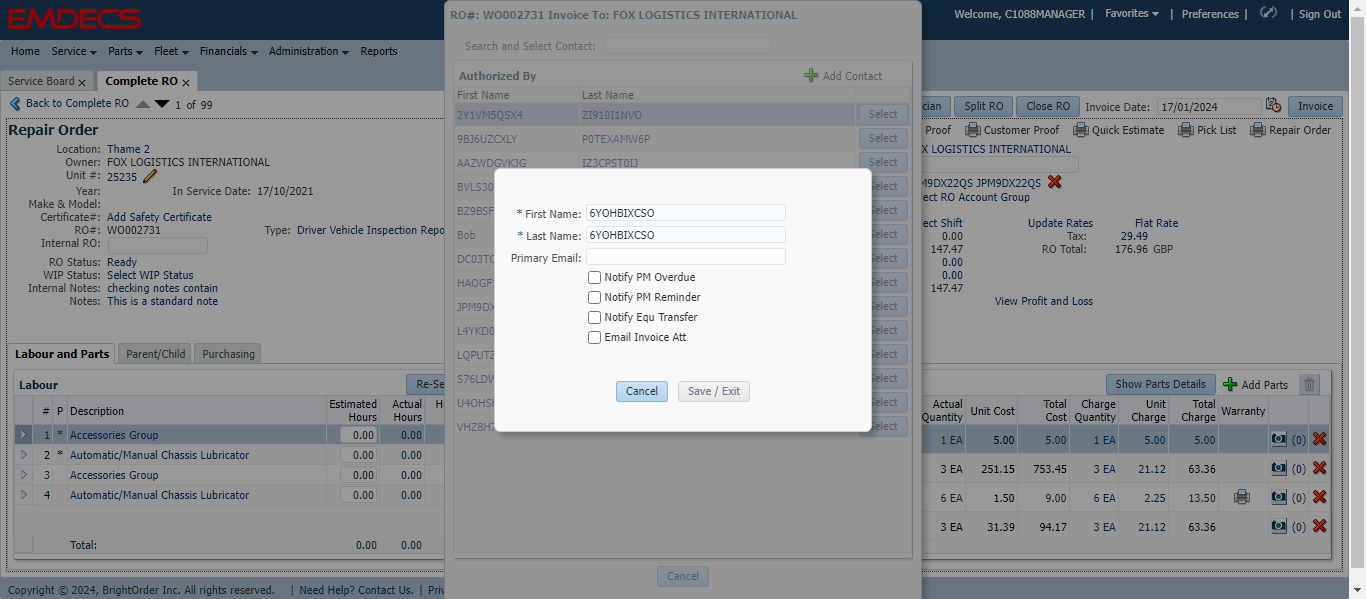 EMDECS
Welcome, C1088MANAGER | Favorites | Preferences | | Sign Out
Home Service Parts Fleet Financials Administration Reports
Service Board x Complete RO x
Back to Complete RO 1 of 99
Repair Order
Location: Thame 2
Owner: FOX LOGISTICS INTERNATIONAL
Unit #: 25235
Year: In Service Date: 17/10/2021
Make & Model:
Certificate#: Add Safety Certificate
RO#: WO002731 Type: Driver Vehicle Inspection Repo
Internal RO:
RO Status: Ready
WIP Status: Select WIP Status
Internal Notes: checking notes contain
Notes: This is a standard note
Labour and Parts Parent/Child Purchasing
Labour Re-Se
# P Description Estimated Hours Actual Hours H
1 * Accessories Group 0.00 0.00
2 * Automatic/Manual Chassis Lubricator 0.00 0.00
3 Accessories Group 0.00 0.00
4 Automatic/Manual Chassis Lubricator 0.00 0.00
Total: 0.00 0.00
Copyright © 2024, BrightOrder Inc. All rights reserved. | Need Help? Contact Us. | Priv
RO#: WO002731 Invoice To: FOX LOGISTICS INTERNATIONAL
Search and Select Contact:
Authorized By Add Contact
First Name Last Name
2Y1VM5QSX4 ZI910I1NVO Select
9BJ6UZCXLY P0TEXAMW6P Select
AAZWDGVKJG IZ3CPST0IJ Select
BVLS30 Select
BZ9BSF Select
Bob Select
DC03TC Select
HAOGF Select
JPM9DX Select
L4YKD0 Select
LQPUTZ Select
S76LDW Select
U4OHSH Select
VHZ8H Select
Cancel
* First Name: 6YOHBIXCSO
* Last Name: 6YOHBIXCSO
Primary Email:
Notify PM Overdue
Notify PM Reminder
Notify Equ Transfer
Email Invoice Att
Cancel Save / Exit
cian Split RO Close RO Invoice Date: 17/01/2024 Invoice
Proof Customer Proof Quick Estimate Pick List Repair Order
X LOGISTICS INTERNATIONAL
M9DX22QS JPM9DX22QS
ect RO Account Group
ect Shift Update Rates Flat Rate
0.00 Tax: 29.49
147.47 RO Total: 176.96 GBP
0.00
0.00
147.47 View Profit and Loss
Show Parts Details Add Parts
Actual Quantity Unit Cost Total Cost Charge Quantity Unit Charge Total Charge Warranty
1 EA 5.00 5.00 1 EA 5.00 5.00 (0)
3 EA 251.15 753.45 3 EA 21.12 63.36 (0)
6 EA 1.50 9.00 6 EA 2.25 13.50 (0)
3 EA 31.39 94.17 3 EA 21.12 63.36 (0)